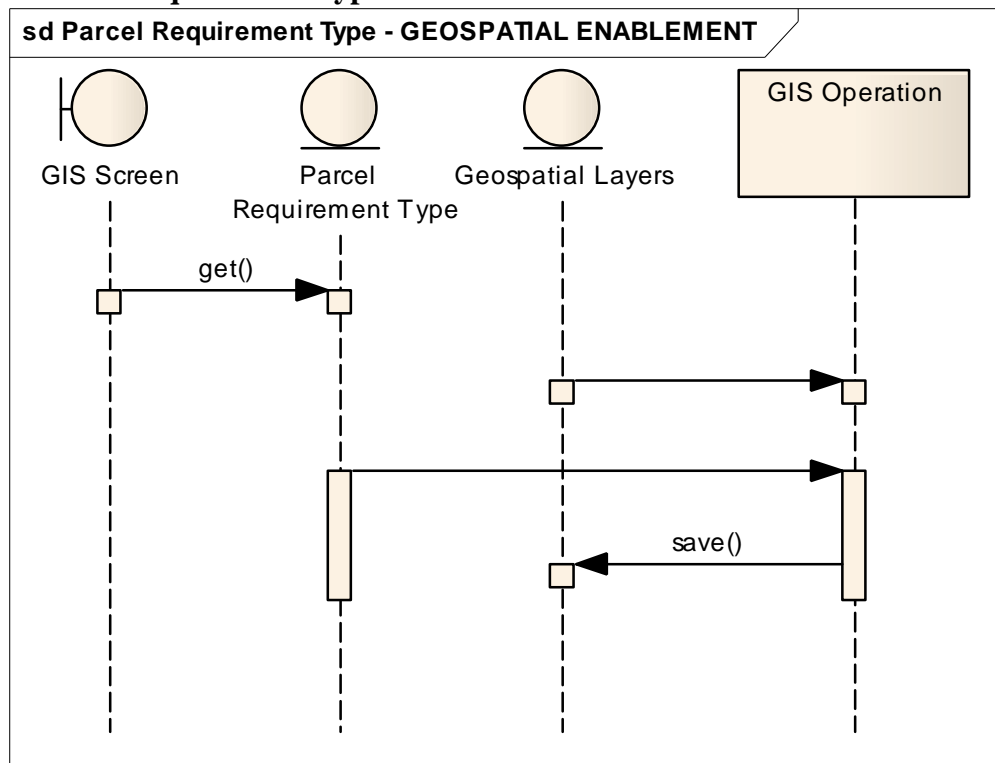 sd Parcel Requirement Type - GEOSPATIAL ENABLEMENT
GIS Screen
Parcel
Requirement Type
Geospatial Layers
GIS Operation
get()
save()